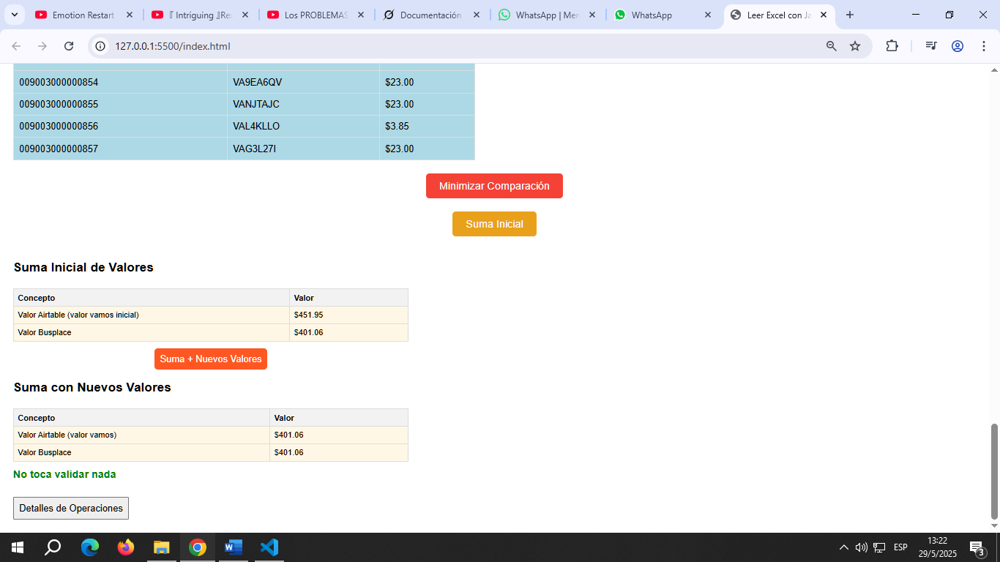 Emotion Restart
『 Intriguing 』Re
Los PROBLEMAS
Documentación
WhatsApp | Mer
WhatsApp
Leer Excel con Ja
127.0.0.1:5500/index.html
009003000000854 VA9EA6QV $23.00
009003000000855 VANJTAJC $23.00
009003000000856 VAL4KLLO $3.85
009003000000857 VAG3L27I $23.00
Minimizar Comparación
Suma Inicial
Suma Inicial de Valores
Concepto Valor
Valor Airtable (valor vamos inicial) $451.95
Valor Busplace $401.06
Suma + Nuevos Valores
Suma con Nuevos Valores
Concepto Valor
Valor Airtable (valor vamos) $401.06
Valor Busplace $401.06
No toca validar nada
Detalles de Operaciones
ESP
13:22
29/5/2025
3